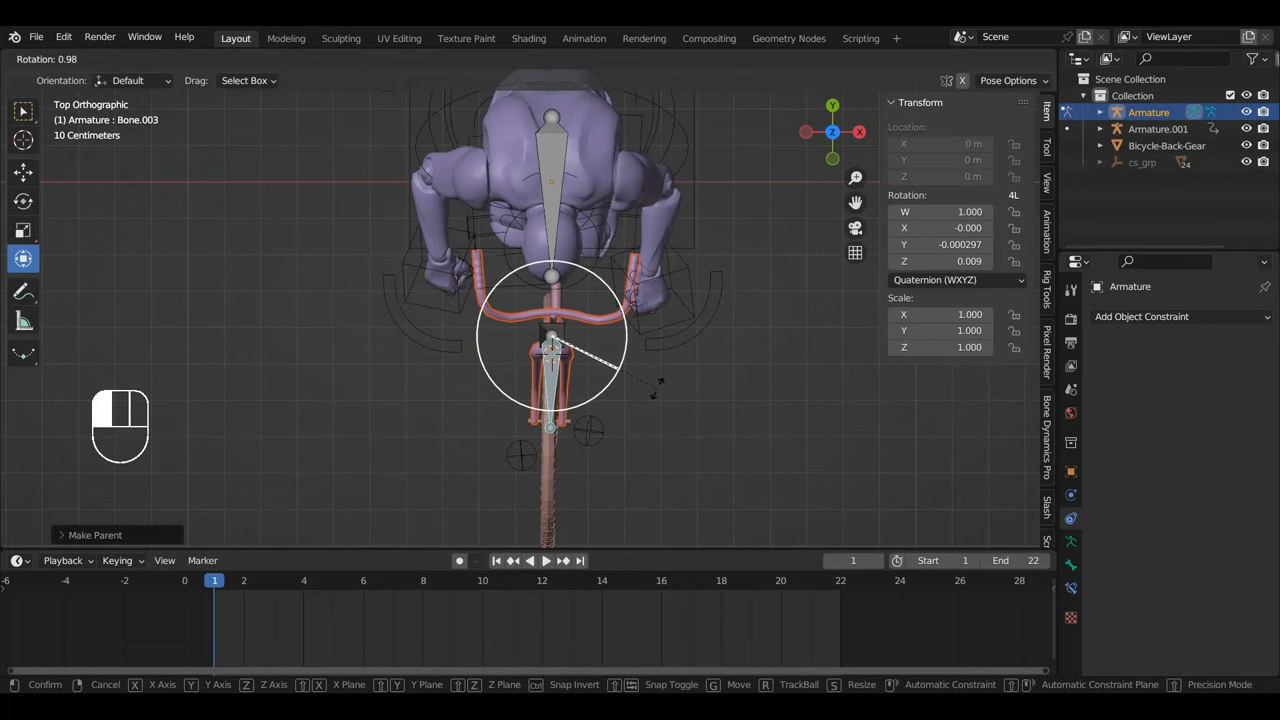 File Edit Render Window Help Layout Modeling Sculpting UV Editing Texture Paint Shading Animation Rendering Compositing Geometry Nodes Scripting + Scene ViewLayer
Rotation: 0.98
Orientation: Default Drag: Select Box X Pose Options
Top Orthographic
(1) Armature : Bone.003
10 Centimeters
Y
X
Z
Transform
Location:
X 0 m
Y 0 m
Z 0 m
Rotation: 4L
W 1.000
X -0.000
Y -0.000297
Z 0.009
Quaternion (WXYZ)
Scale:
X 1.000
Y 1.000
Z 1.000
Item
Tool
View
Animation
Rig Tools
Pixel Render
Bone Dynamics Pro
Slash
Scr
Scene Collection
Collection
Armature
Armature.001
Bicycle-Back-Gear
cs_grp 24
Armature
Add Object Constraint
Make Parent
Playback Keying View Marker 1 Start 1 End 22
-6 -4 -2 1 2 4 6 8 10 12 14 16 18 20 22 24 26 28
Confirm Cancel X X Axis Y Y Axis Z Z Axis X X Plane Y Y Plane Z Z Plane Ctrl Snap Invert Snap Toggle G Move R TrackBall S Resize Automatic Constraint Automatic Constraint Plane Precision Mode